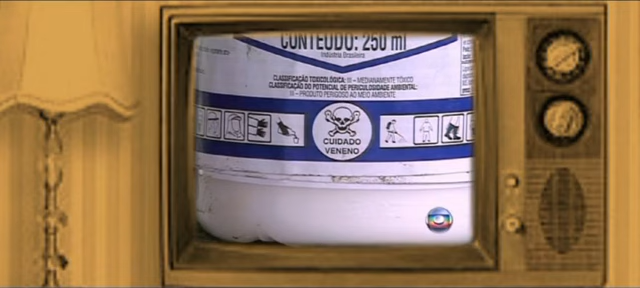 CONTEÚDO: 250 ml
Indústria Brasileira
CLASSIFICAÇÃO TOXICOLÓGICA: III – MEDIANAMENTE TÓXICO
CLASSIFICAÇÃO DO POTENCIAL DE PERICULOSIDADE AMBIENTAL:
III – PRODUTO PERIGOSO AO MEIO AMBIENTE
CUIDADO
VENENO